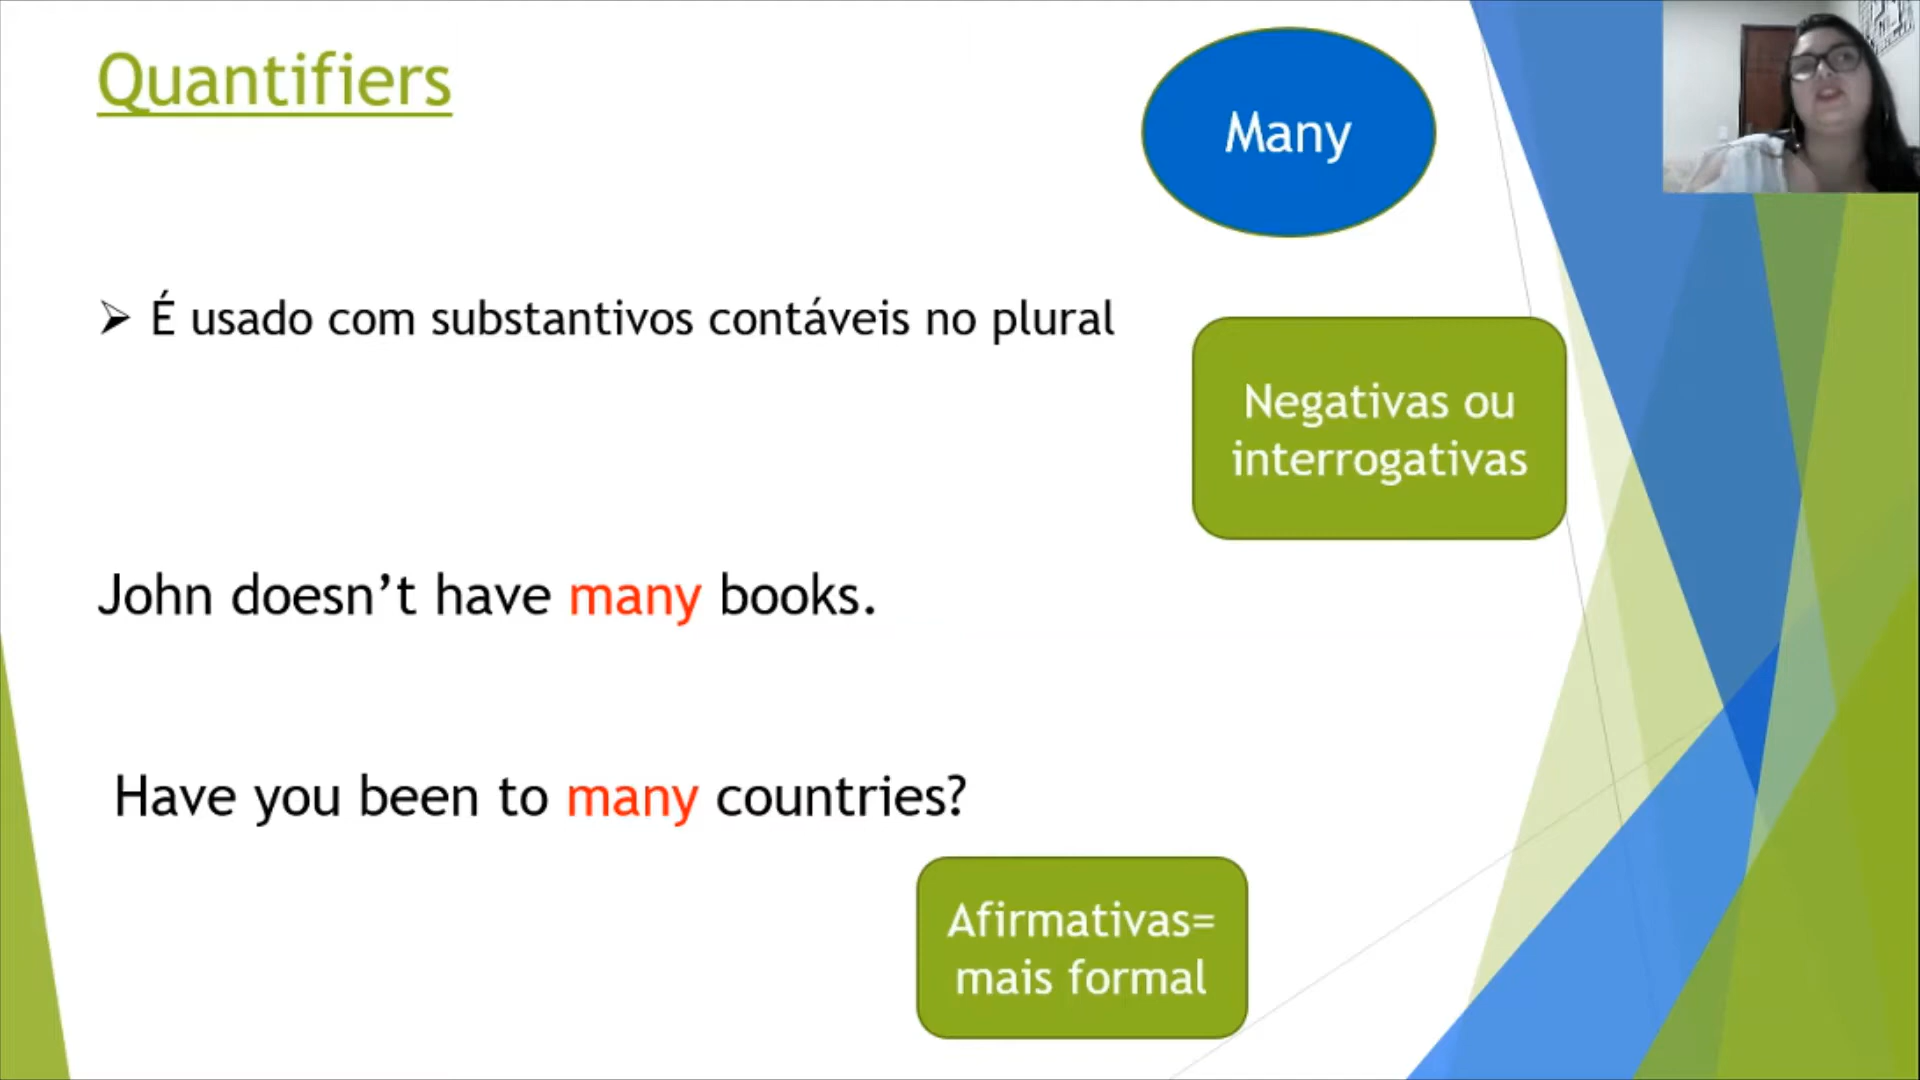 Quantifiers
Many
➢ É usado com substantivos contáveis no plural
Negativas ou
interrogativas
John doesn’t have many books.
Have you been to many countries?
Afirmativas=
mais formal